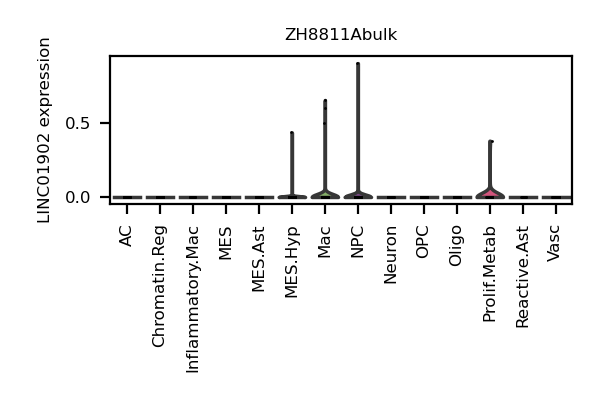 ZH8811Abulk
LINC01902 expression
0.5
0.0
AC
Chromatin.Reg
Inflammatory.Mac
MES
MES.Ast
MES.Hyp
Mac
NPC
Neuron
OPC
Oligo
Prolif.Metab
Reactive.Ast
Vasc